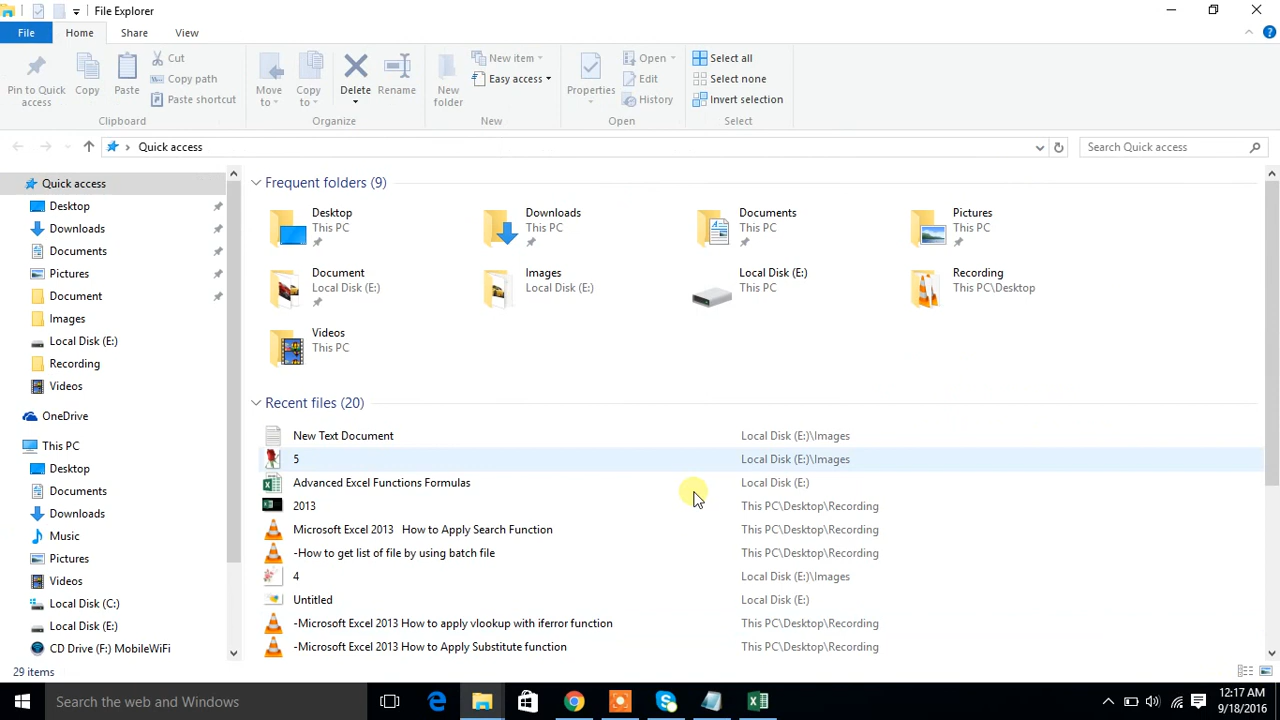 File Explorer
File Home Share View
Pin to Quick access
Copy
Paste
Cut
Copy path
Paste shortcut
Clipboard
Move to
Copy to
Delete
Rename
Organize
New folder
New item
Easy access
New
Properties
Open
Edit
History
Open
Select all
Select none
Invert selection
Select
Quick access
Search Quick access
Quick access
Desktop
Downloads
Documents
Pictures
Document
Images
Local Disk (E:)
Recording
Videos
OneDrive
This PC
Desktop
Documents
Downloads
Music
Pictures
Videos
Local Disk (C:)
Local Disk (E:)
CD Drive (F:) MobileWiFi
Frequent folders (9)
Desktop
This PC
Downloads
This PC
Documents
This PC
Pictures
This PC
Document
Local Disk (E:)
Images
Local Disk (E:)
Local Disk (E:)
This PC
Recording
This PC\Desktop
Videos
This PC
Recent files (20)
New Text Document Local Disk (E:)\Images
5 Local Disk (E:)\Images
Advanced Excel Functions Formulas Local Disk (E:)
2013 This PC\Desktop\Recording
Microsoft Excel 2013 How to Apply Search Function This PC\Desktop\Recording
-How to get list of file by using batch file This PC\Desktop\Recording
4 Local Disk (E:)\Images
Untitled Local Disk (E:)
-Microsoft Excel 2013 How to apply vlookup with iferror function This PC\Desktop\Recording
-Microsoft Excel 2013 How to Apply Substitute function This PC\Desktop\Recording
29 items
Search the web and Windows
12:17 AM
9/18/2016